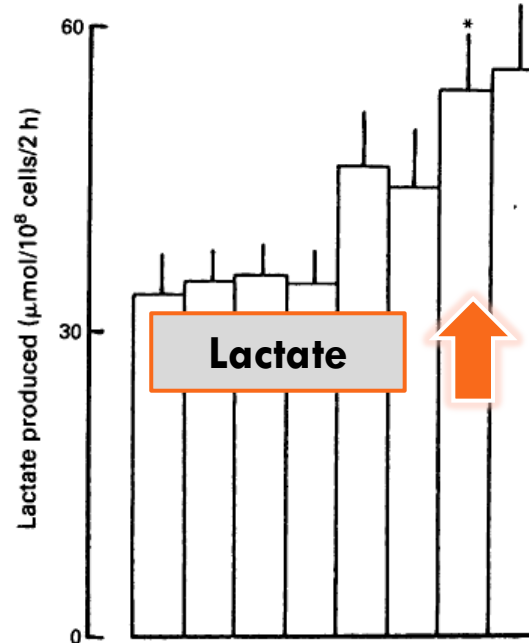 60
*
Lactate produced (μmol/10⁸ cells/2 h)
30
Lactate
0